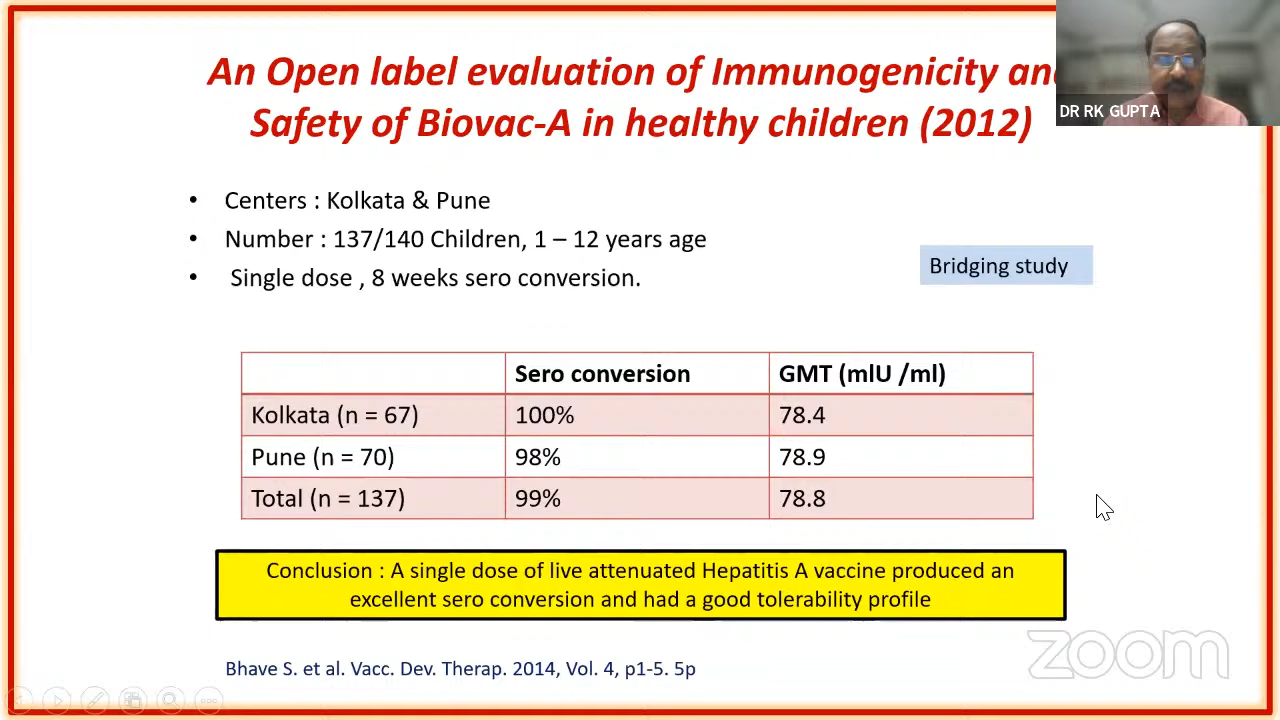 An Open label evaluation of Immunogenicity an
Safety of Biovac-A in healthy children (2012)
DR RK GUPTA
• Centers : Kolkata & Pune
• Number : 137/140 Children, 1 – 12 years age
• Single dose , 8 weeks sero conversion.
Bridging study
Sero conversion GMT (mlU /ml)
Kolkata (n = 67) 100% 78.4
Pune (n = 70) 98% 78.9
Total (n = 137) 99% 78.8
Conclusion : A single dose of live attenuated Hepatitis A vaccine produced an
excellent sero conversion and had a good tolerability profile
Bhave S. et al. Vacc. Dev. Therap. 2014, Vol. 4, p1-5. 5p
zoom